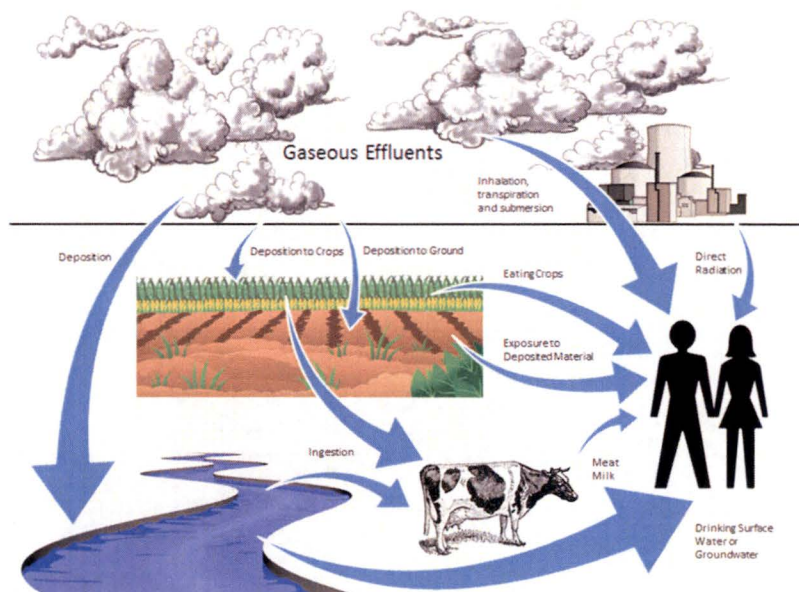 Gaseous Effluents
Inhalation,
transpiration
and submersion
Deposition
Deposition to Crops
Deposition to Ground
Direct
Radiation
Eating Crops
Exposure to
Deposited Material
Ingestion
Meat
Milk
Drinking Surface
Water or
Groundwater